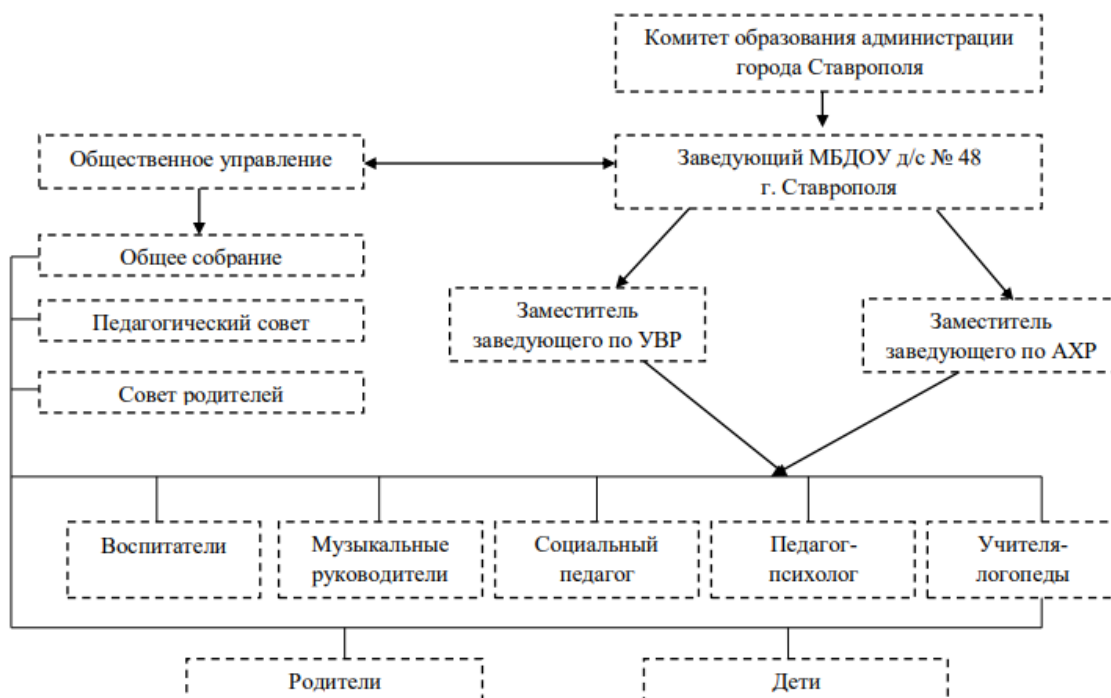 Комитет образования администрации
города Ставрополя
Общественное управление
Заведующий МБДОУ д/с № 48
г. Ставрополя
Общее собрание
Педагогический совет
Совет родителей
Заместитель
заведующего по УВР
Заместитель
заведующего по АХР
Воспитатели
Музыкальные
руководители
Социальный
педагог
Педагог-
психолог
Учителя-
логопеды
Родители
Дети